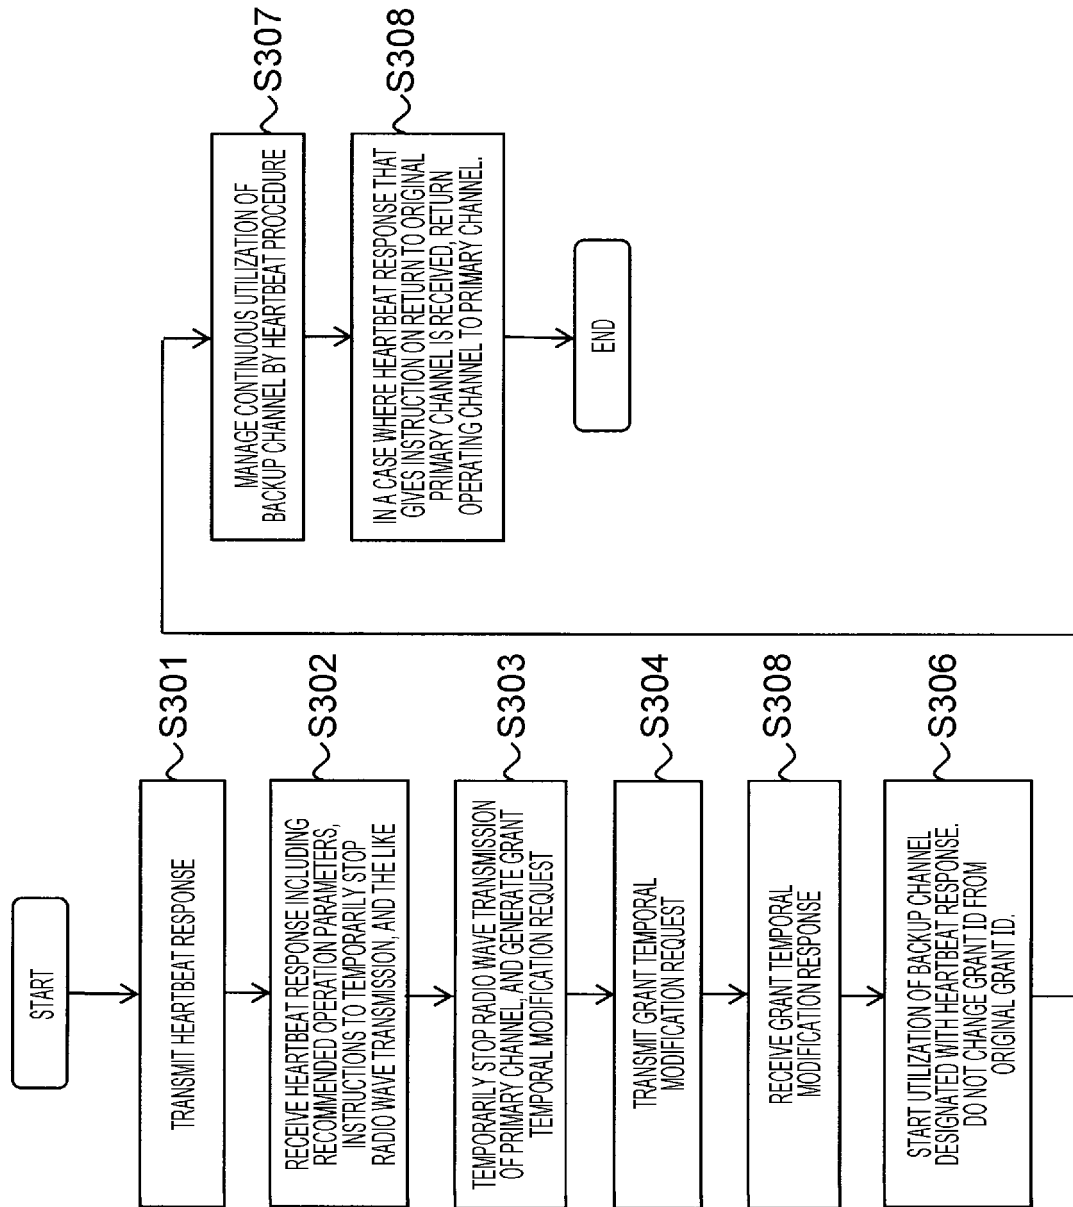 START
TRANSMIT HEARTBEAT RESPONSE
S301
RECEIVE HEARTBEAT RESPONSE INCLUDING
RECOMMENDED OPERATION PARAMETERS,
INSTRUCTIONS TO TEMPORARILY STOP
RADIO WAVE TRANSMISSION, AND THE LIKE
S302
TEMPORARILY STOP RADIO WAVE TRANSMISSION
OF PRIMARY CHANNEL, AND GENERATE GRANT
TEMPORAL MODIFICATION REQUEST
S303
TRANSMIT GRANT TEMPORAL
MODIFICATION REQUEST
S304
RECEIVE GRANT TEMPORAL
MODIFICATION RESPONSE
S308
START UTILIZATION OF BACKUP CHANNEL
DESIGNATED WITH HEARTBEAT RESPONSE.
DO NOT CHANGE GRANT ID FROM
ORIGINAL GRANT ID.
S306
MANAGE CONTINUOUS UTILIZATION OF
BACKUP CHANNEL BY HEARTBEAT PROCEDURE
S307
IN A CASE WHERE HEARTBEAT RESPONSE THAT
GIVES INSTRUCTION ON RETURN TO ORIGINAL
PRIMARY CHANNEL IS RECEIVED, RETURN
OPERATING CHANNEL TO PRIMARY CHANNEL.
S308
END